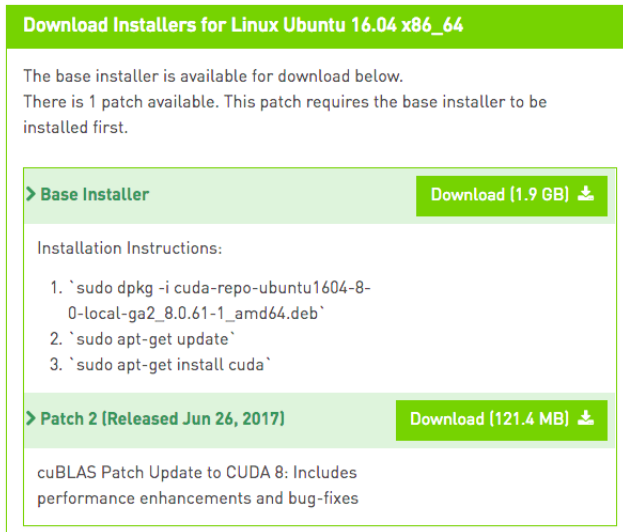 Download Installers for Linux Ubuntu 16.04 x86_64
The base installer is available for download below.
There is 1 patch available. This patch requires the base installer to be
installed first.
Base Installer
Download (1.9 GB)
Installation Instructions:
1. `sudo dpkg -i cuda-repo-ubuntu1604-8-
0-local-ga2_8.0.61-1_amd64.deb`
2. `sudo apt-get update`
3. `sudo apt-get install cuda`
Patch 2 (Released Jun 26, 2017)
Download (121.4 MB)
cuBLAS Patch Update to CUDA 8: Includes
performance enhancements and bug-fixes